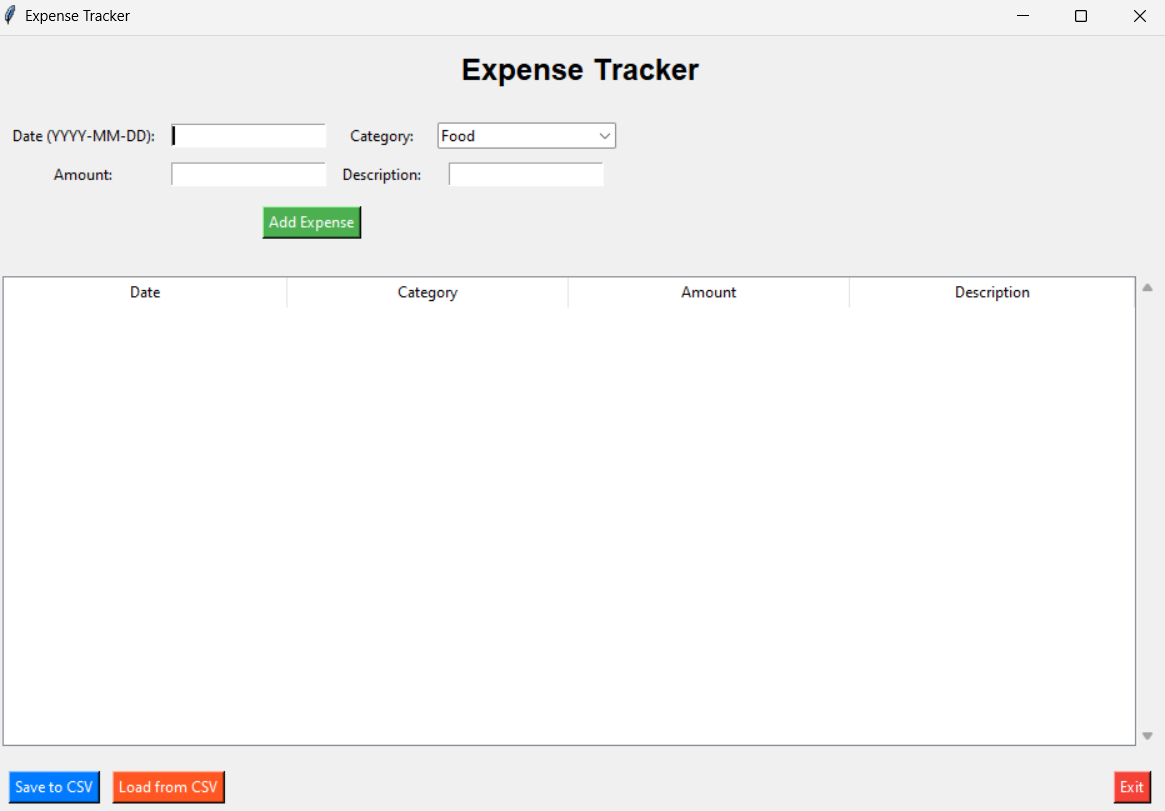 Expense Tracker
Expense Tracker
Date (YYYY-MM-DD): Category: Food
Amount: Description:
Add Expense
Date Category Amount Description
Save to CSV Load from CSV Exit